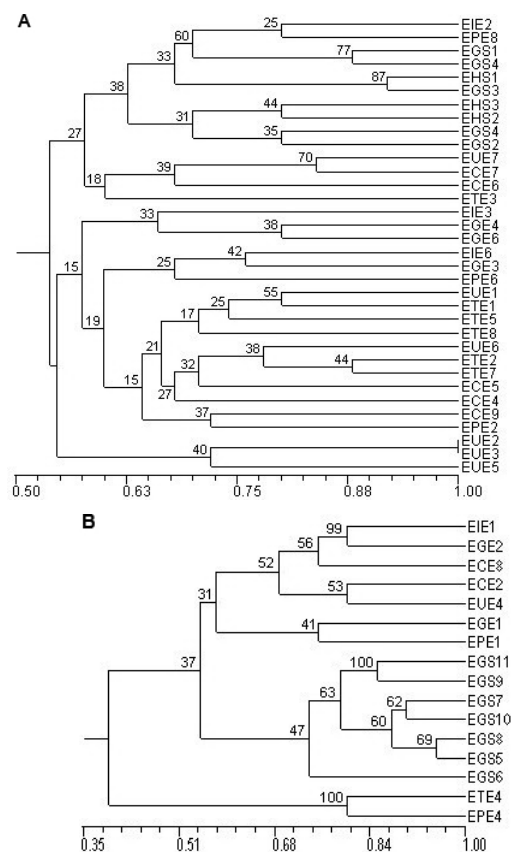 A
25 EIE2
60 EPE8
77 EGS1
33 EGS4
87 EHS1
38 EGS3
44 EHS3
31 EHS2
35 EGS4
27 EGS2
70 EUE7
39 ECE7
18 ECE6
ETE3
33 EIE3
38 EGE4
15 EGE6
42 EIE6
25 EGE3
EPE6
19 55 EUE1
25 ETE1
17 ETE5
21 ETE8
38 EUE6
44 ETE2
32 ETE7
15 27 ECE5
ECE4
37 ECE9
EPE2
EUE2
40 EUE3
EUE5
0.50 0.63 0.75 0.88 1.00
B
99 EIE1
56 EGE2
52 ECE8
53 ECE2
31 EUE4
41 EGE1
EPE1
37 100 EGS11
EGS9
63 62 EGS7
60 EGS10
47 69 EGS8
EGS5
EGS6
100 ETE4
EPE4
0.35 0.51 0.68 0.84 1.00